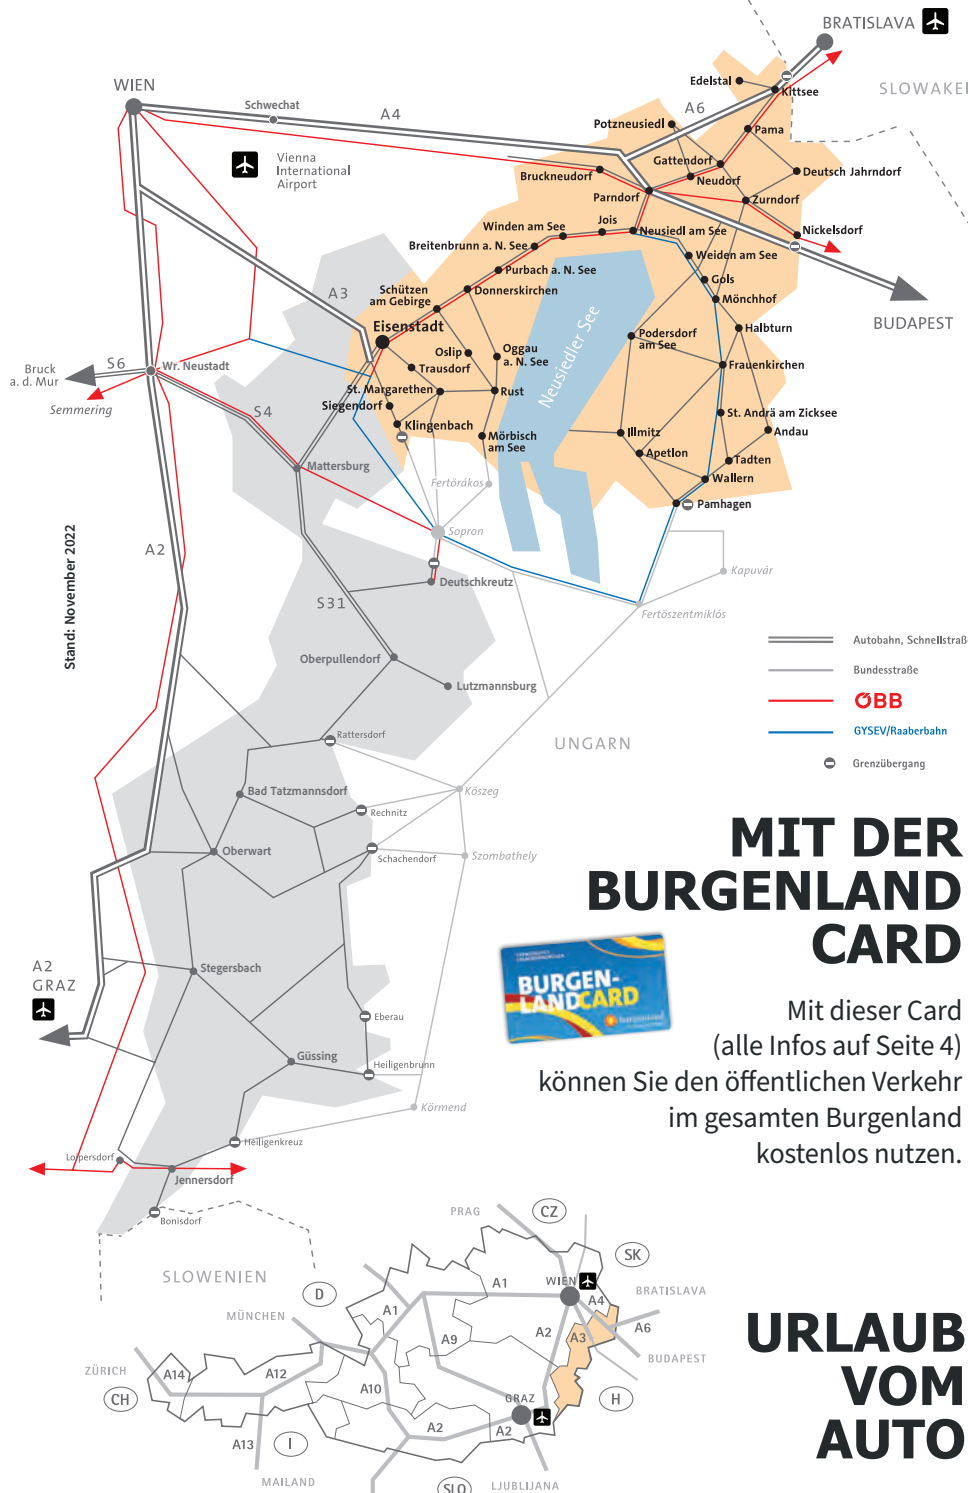 BRATISLAVA
Edelstal
Kittsee
SLOWAKEI
WIEN
Schwechat
A4
A6
Potzneusiedl
Pama
Vienna
International
Airport
Gattendorf
Bruckneudorf
Neudorf
Deutsch Jahrndorf
Parndorf
Zurndorf
Jois
Winden am See
Neusiedl am See
Nickelsdorf
Breitenbrunn a. N. See
Weiden am See
Purbach a. N. See
Gols
A3
Schützen
am Gebirge
Donnerskirchen
Mönchhof
BUDAPEST
Eisenstadt
Neusiedler See
Podersdorf
am See
Halbturn
Oslip
Oggau
a. N. See
Trausdorf
Frauenkirchen
Bruck
a. d. Mur
S6
Wr. Neustadt
St. Margarethen
Rust
Semmering
S4
Siegendorf
St. Andrä am Zicksee
Klingenbach
Mörbisch
am See
Illmitz
Andau
Apetlon
Tadten
Mattersburg
Wallern
Fertörákos
Pamhagen
Stand: November 2022
A2
Sopron
Deutschkreutz
Kapuvár
S31
Fertöszentmiklós
Oberpullendorf
Lutzmannsburg
Autobahn, Schnellstraß
Bundesstraße
ÖBB
GYSEV/Raaberbahn
Grenzübergang
Rattersdorf
UNGARN
Bad Tatzmannsdorf
Köszeg
Rechnitz
Oberwart
Schachendorf
Szombathely
MIT DER
BURGENLAND
CARD
A2
GRAZ
Stegersbach
BURGEN-
LANDCARD
Eberau
Mit dieser Card
(alle Infos auf Seite 4)
können Sie den öffentlichen Verkehr
im gesamten Burgenland
kostenlos nutzen.
Güssing
Heiligenbrunn
Körmend
Heiligenkreuz
Loipersdorf
Jennersdorf
Bonisdorf
SLOWENIEN
PRAG
CZ
SK
D
A1
WIEN
BRATISLAVA
MÜNCHEN
A1
A4
A9
A2
A3
A6
BUDAPEST
ZÜRICH
A14
A12
A10
CH
GRAZ
H
A2
A2
A13
I
MAILAND
SLO
LJUBLIJANA
URLAUB
VOM
AUTO